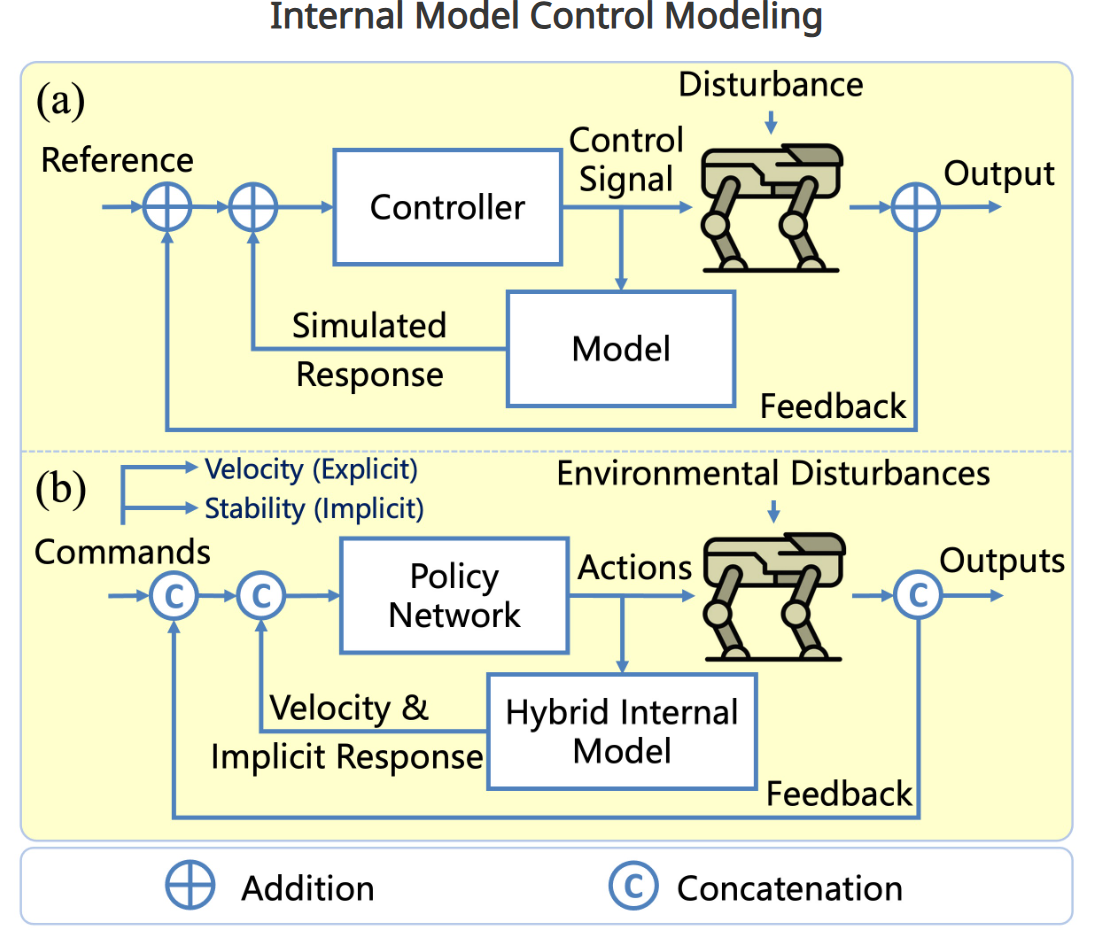 Internal Model Control Modeling
(a)
Disturbance
Reference
Control
Signal
Output
Controller
Simulated
Response
Model
Feedback
(b)
Velocity (Explicit)
Stability (Implicit)
Environmental Disturbances
Commands
C
C
Policy
Network
Actions
C
Outputs
Velocity &
Implicit Response
Hybrid Internal
Model
Feedback
Addition
C
Concatenation